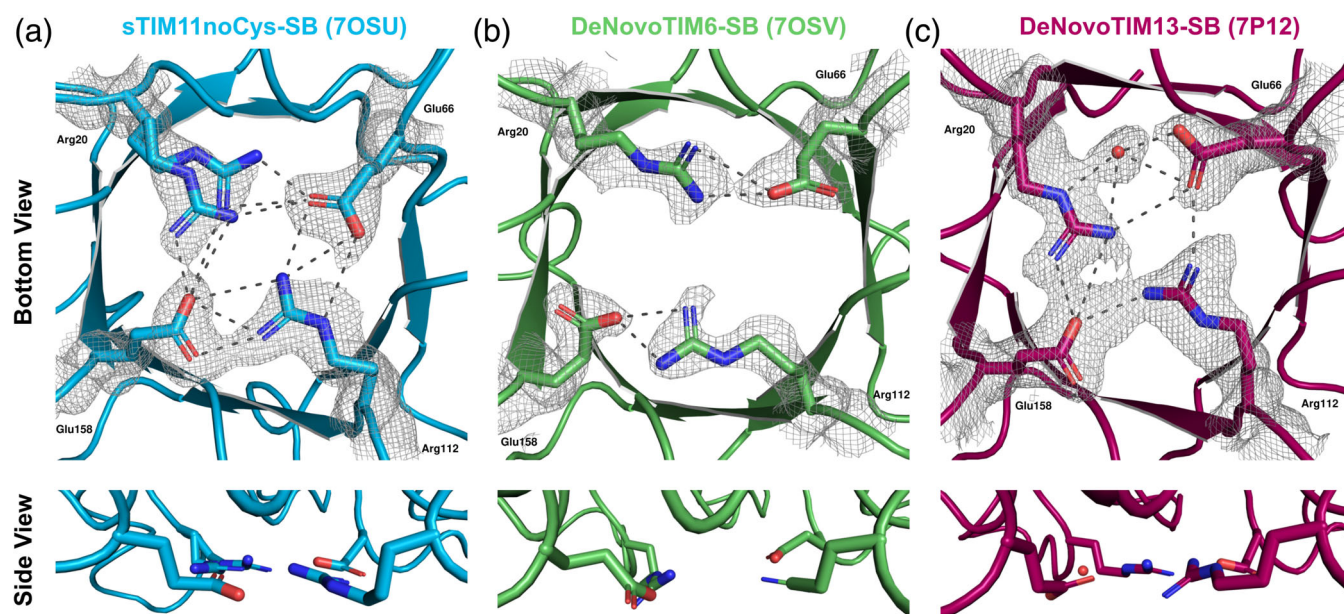 (a) sTIM11noCys-SB (7OSU)
(b) DeNovoTIM6-SB (7OSV)
(c) DeNovoTIM13-SB (7P12)
Bottom View
Arg20
Glu66
Glu158
Arg112
Arg20
Glu66
Glu158
Arg112
Arg20
Glu66
Glu158
Arg112
Side View